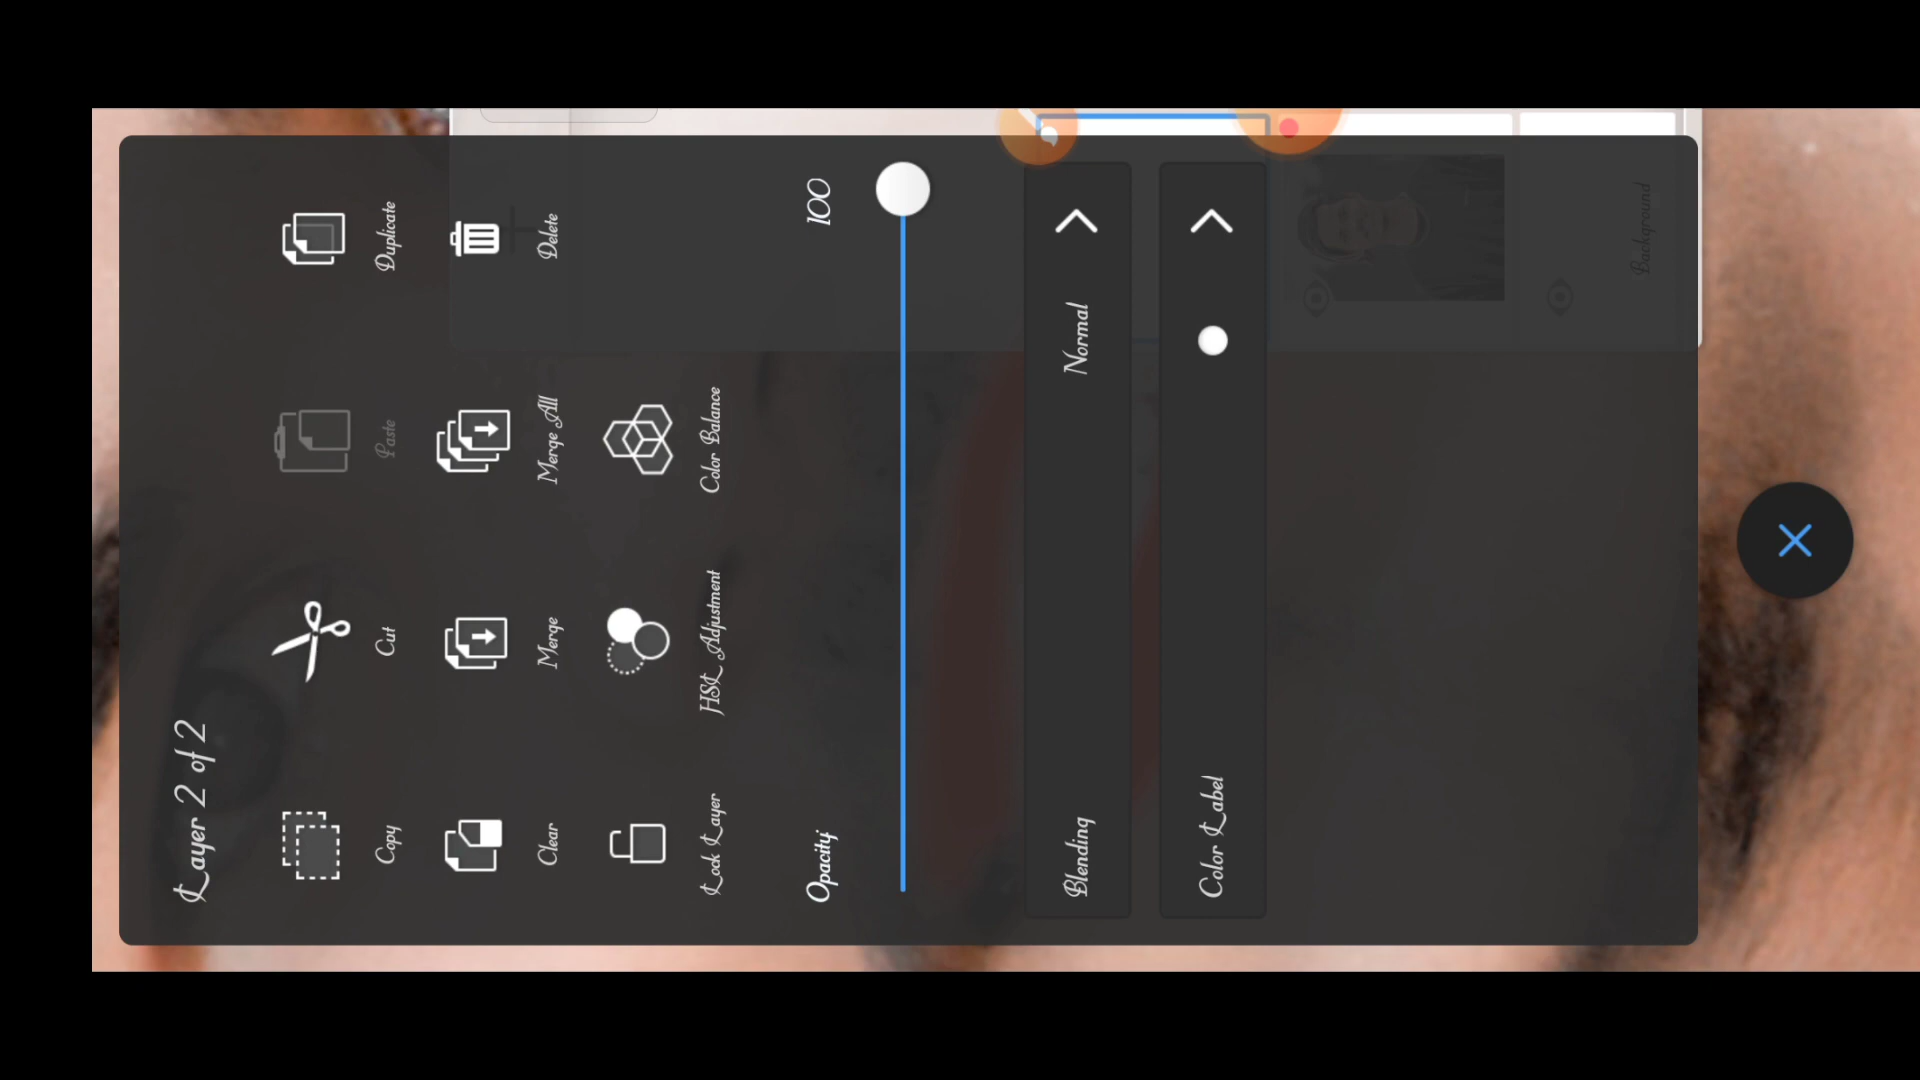 Layer 2 of 2
Copy
Cut
Paste
Duplicate
Clear
Merge
Merge All
Delete
Lock Layer
HSL Adjustment
Color Balance
Opacity
100
Blending
Normal
Color Label
Background